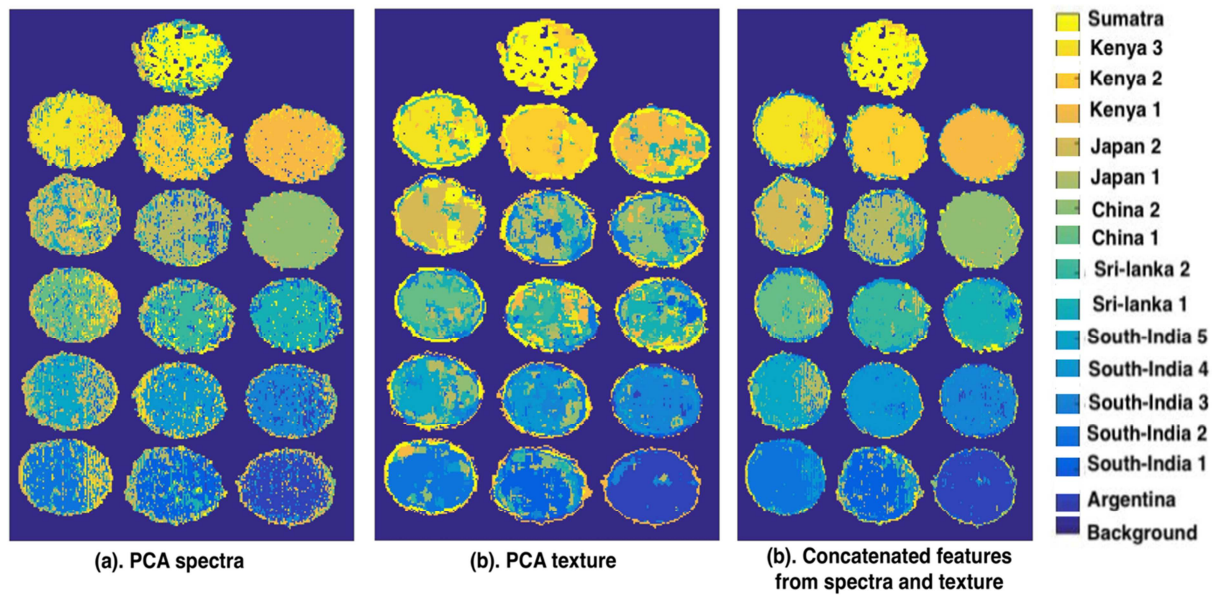 Sumatra
Kenya 3
Kenya 2
Kenya 1
Japan 2
Japan 1
China 2
China 1
Sri-lanka 2
Sri-lanka 1
South-India 5
South-India 4
South-India 3
South-India 2
South-India 1
Argentina
Background
(a). PCA spectra
(b). PCA texture
(b). Concatenated features
from spectra and texture